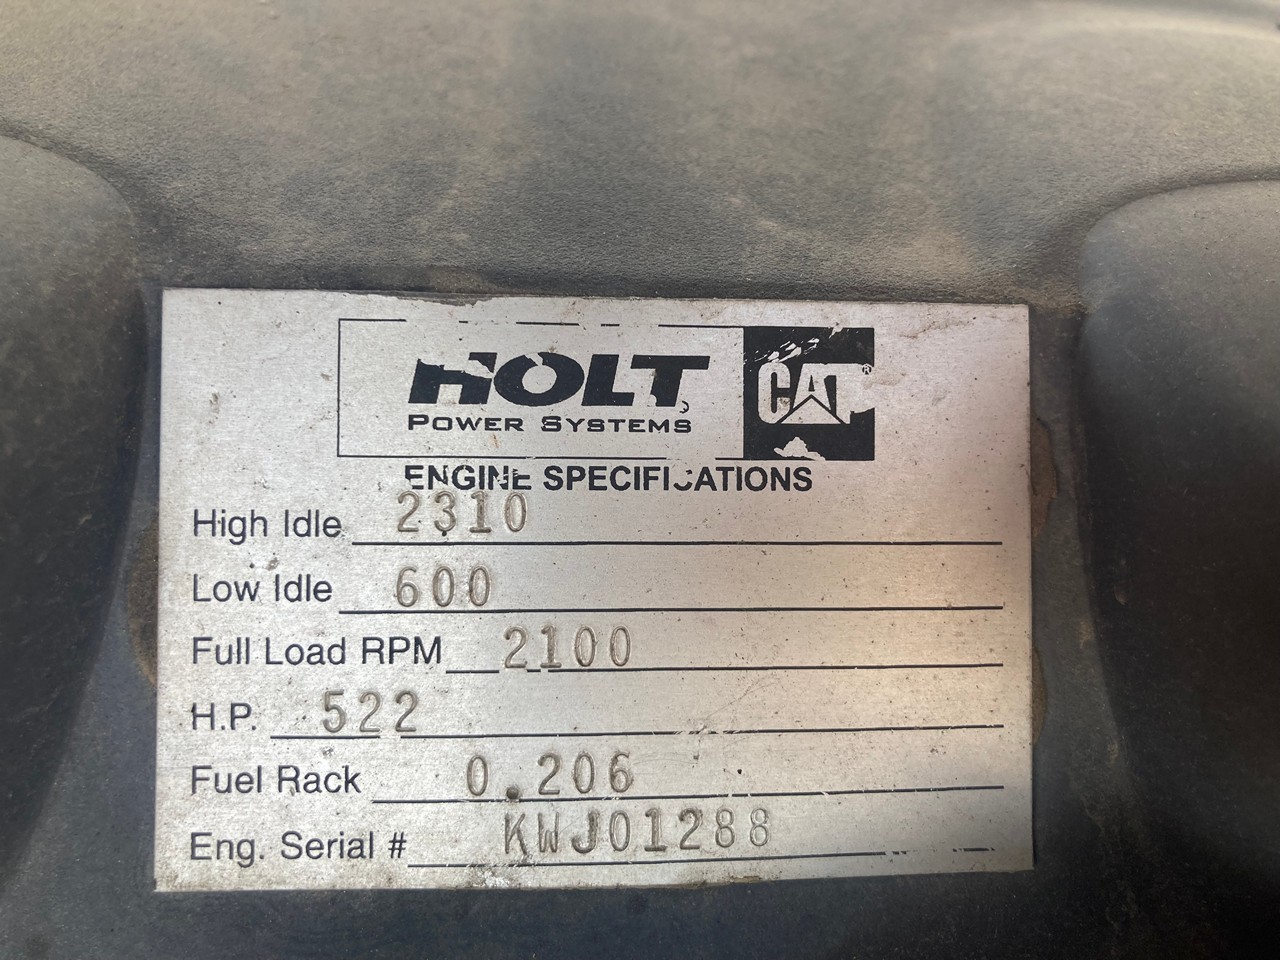 HOLT CAT®
POWER SYSTEMS
ENGINE SPECIFICATIONS
High Idle 2310
Low Idle 600
Full Load RPM 2100
H.P. 522
Fuel Rack 0.206
Eng. Serial # KWJ01288